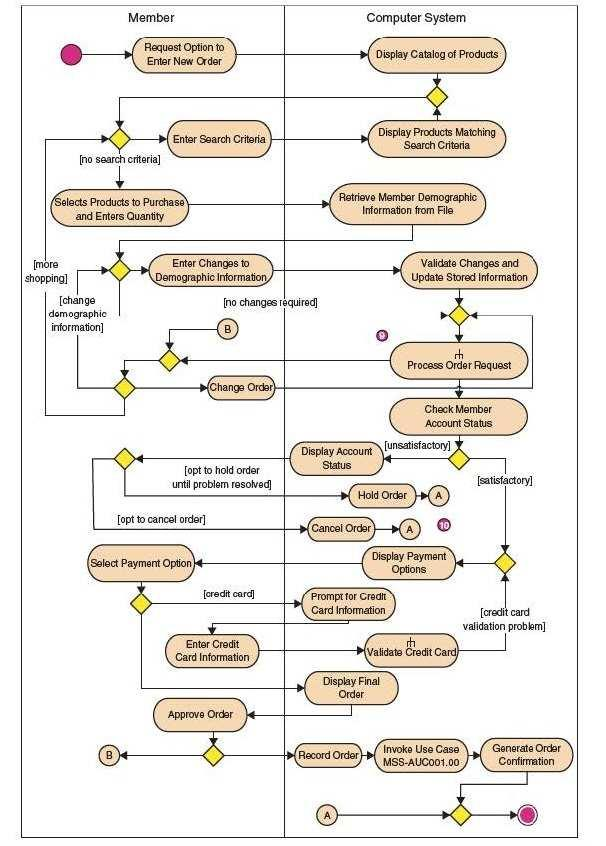 Member
Computer System
Request Option to
Enter New Order
Display Catalog of Products
Enter Search Criteria
Display Products Matching
Search Criteria
[no search criteria]
Selects Products to Purchase
and Enters Quantity
Retrieve Member Demographic
Information from File
[more
shopping]
Enter Changes to
Demographic Information
Validate Changes and
Update Stored Information
[change
demographic
information]
[no changes required]
B
9
Process Order Request
Change Order
Check Member
Account Status
[unsatisfactory]
Display Account
Status
[opt to hold order
until problem resolved]
[satisfactory]
Hold Order
A
[opt to cancel order]
Cancel Order
A
10
Select Payment Option
Display Payment
Options
[credit card]
Prompt for Credit
Card Information
[credit card
validation problem]
Enter Credit
Card Information
Validate Credit Card
Display Final
Order
Approve Order
B
Record Order
Invoke Use Case
MSS-AUC001.00
Generate Order
Confirmation
A